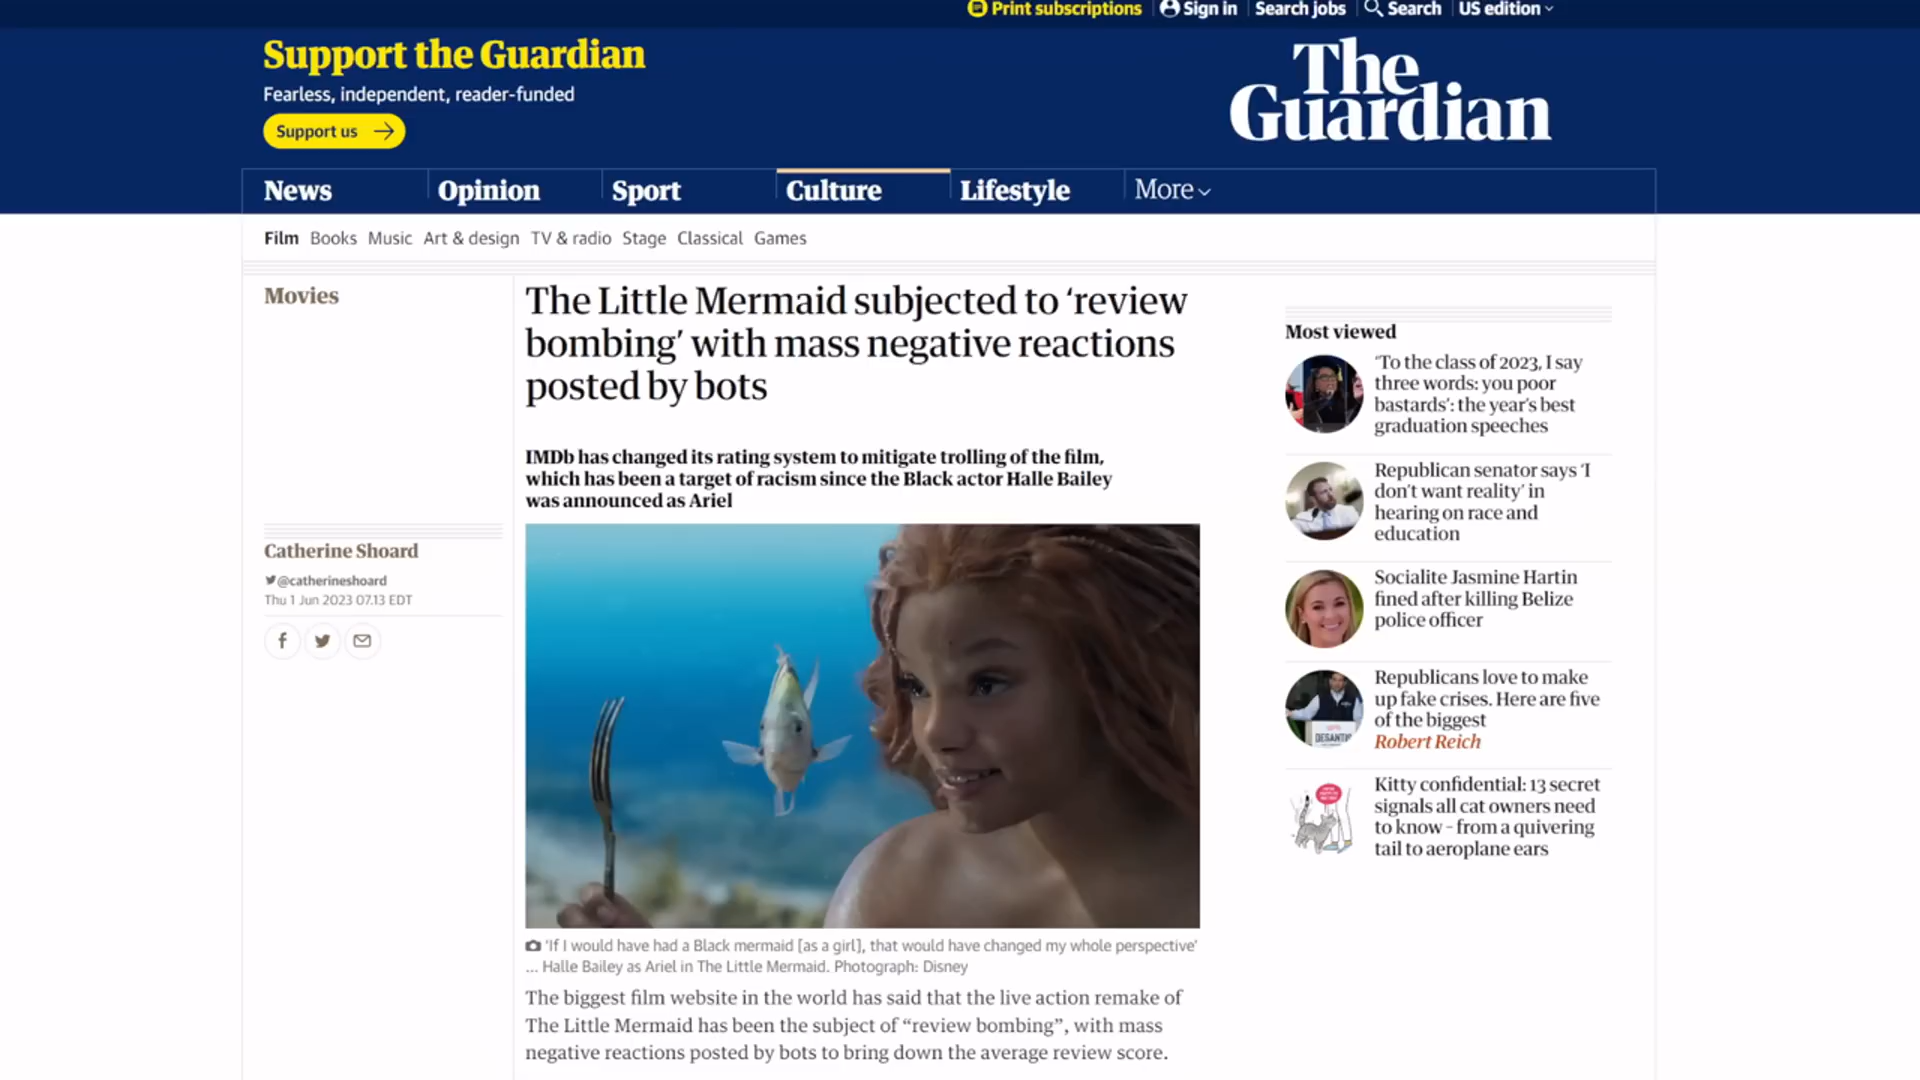 Print subscriptions
Sign in
Search jobs
Search
US edition
Support the Guardian
Fearless, independent, reader-funded
Support us
The
Guardian
News
Opinion
Sport
Culture
Lifestyle
More
Film
Books
Music
Art & design
TV & radio
Stage
Classical
Games
Movies
The Little Mermaid subjected to ‘review
bombing’ with mass negative reactions
posted by bots
IMDb has changed its rating system to mitigate trolling of the film,
which has been a target of racism since the Black actor Halle Bailey
was announced as Ariel
Catherine Shoard
@catherineshoard
Thu 1 Jun 2023 07.13 EDT
‘If I would have had a Black mermaid [as a girl], that would have changed my whole perspective’
... Halle Bailey as Ariel in The Little Mermaid. Photograph: Disney
The biggest film website in the world has said that the live action remake of
The Little Mermaid has been the subject of “review bombing”, with mass
negative reactions posted by bots to bring down the average review score.
Most viewed
‘To the class of 2023, I say
three words: you poor
bastards’: the year’s best
graduation speeches
Republican senator says ‘I
don’t want reality’ in
hearing on race and
education
Socialite Jasmine Hartin
fined after killing Belize
police officer
Republicans love to make
up fake crises. Here are five
of the biggest
Robert Reich
DESANTIS
Kitty confidential: 13 secret
signals all cat owners need
to know – from a quivering
tail to aeroplane ears